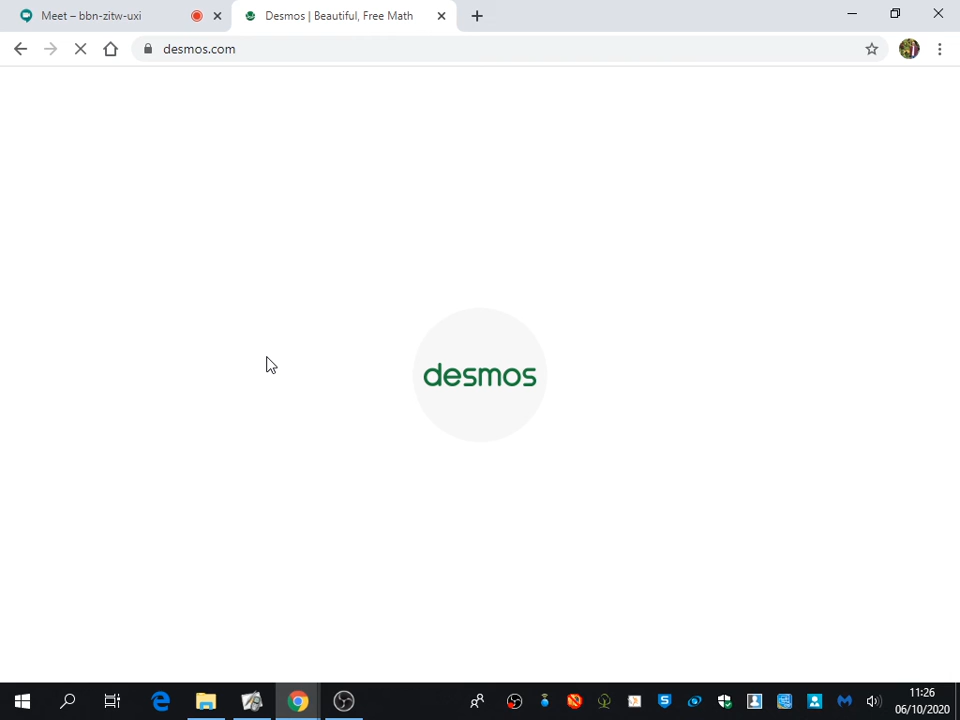 Meet – bbn-zitw-uxi
Desmos | Beautiful, Free Math
desmos.com
desmos
11:26
06/10/2020